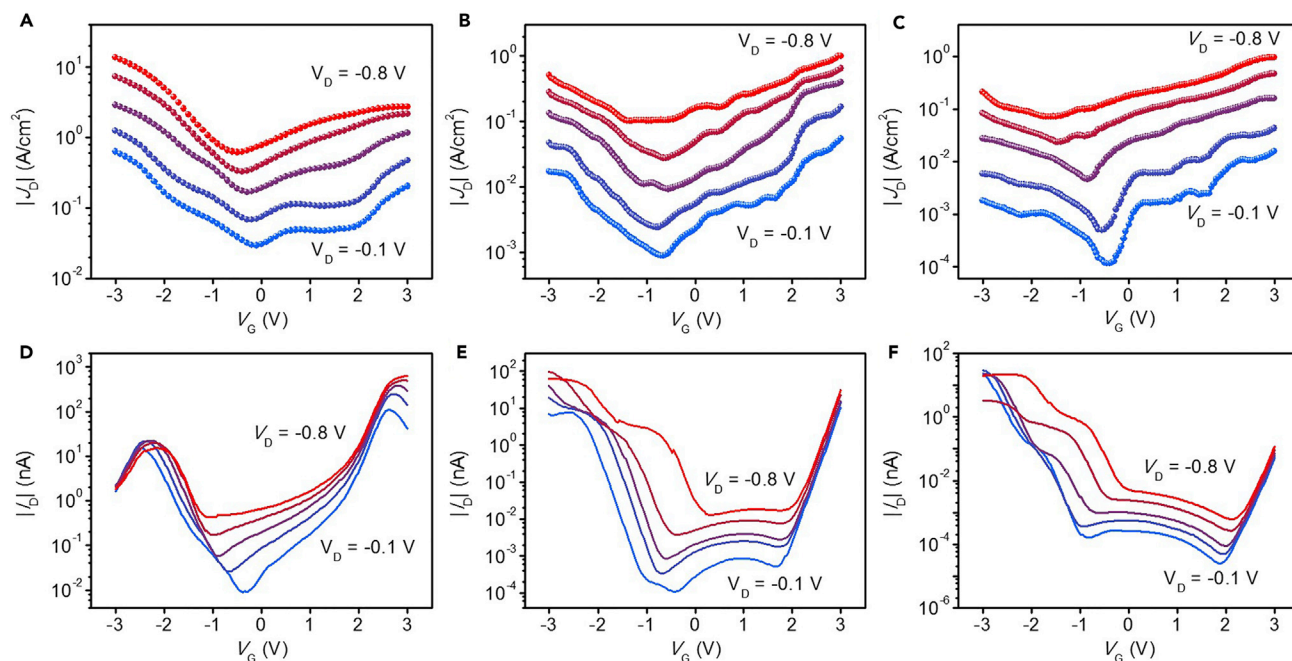 A
|J_D| (A/cm²)
10¹
10⁰
10⁻¹
10⁻²
V_D = -0.8 V
V_D = -0.1 V
-3 -2 -1 0 1 2 3
V_G (V)
B
|J_D| (A/cm²)
10⁰
10⁻¹
10⁻²
10⁻³
V_D = -0.8 V
V_D = -0.1 V
-3 -2 -1 0 1 2 3
V_G (V)
C
|J_D| (A/cm²)
10⁰
10⁻¹
10⁻²
10⁻³
10⁻⁴
V_D = -0.8 V
V_D = -0.1 V
-3 -2 -1 0 1 2 3
V_G (V)
D
|I_D| (nA)
10³
10²
10¹
10⁰
10⁻¹
10⁻²
V_D = -0.8 V
V_D = -0.1 V
-3 -2 -1 0 1 2 3
V_G (V)
E
|I_D| (nA)
10²
10¹
10⁰
10⁻¹
10⁻²
10⁻³
10⁻⁴
V_D = -0.8 V
V_D = -0.1 V
-3 -2 -1 0 1 2 3
V_G (V)
F
|I_D| (nA)
10²
10⁰
10⁻²
10⁻⁴
10⁻⁶
V_D = -0.8 V
V_D = -0.1 V
-3 -2 -1 0 1 2 3
V_G (V)